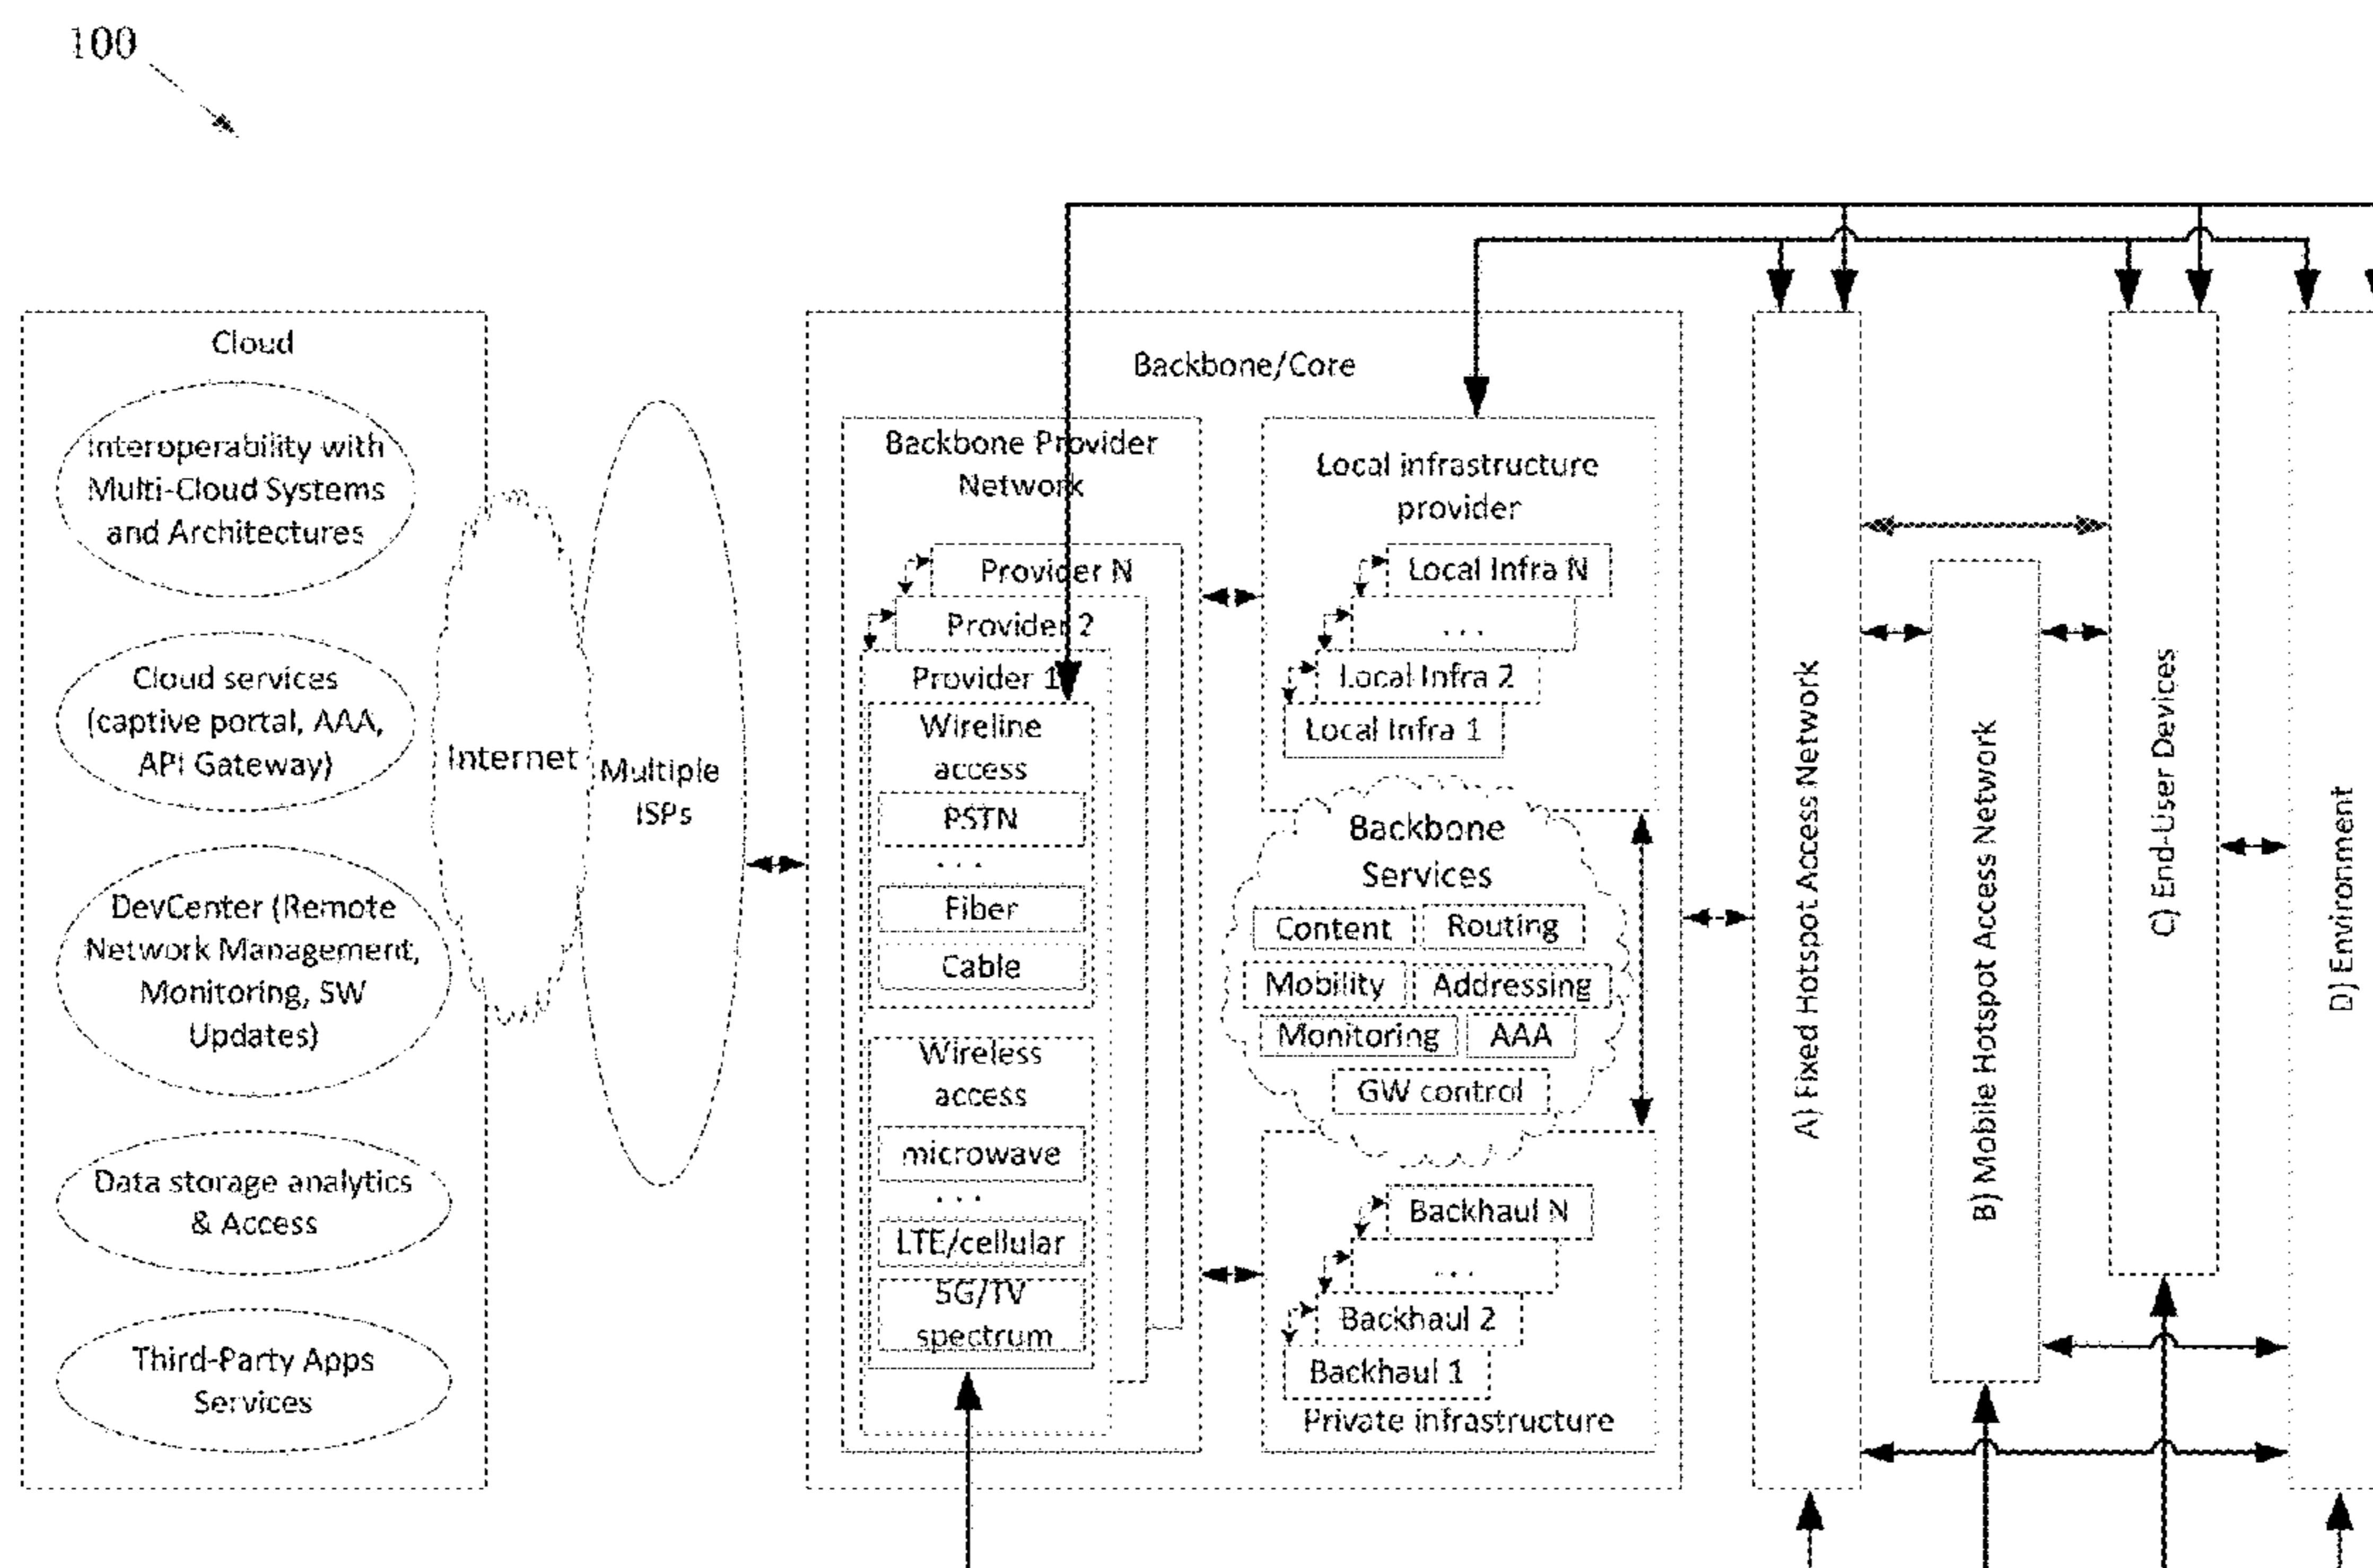 100
Cloud
Interoperability with
Multi-Cloud Systems
and Architectures
Cloud services
(captive portal, AAA,
API Gateway)
DevCenter (Remote
Network Management,
Monitoring, SW
Updates)
Data storage analytics
& Access
Third-Party Apps
Services
Internet
Multiple
ISPs
Backbone/Core
Backbone Provider
Network
Provider N
Provider 2
Provider 1
Wireline
access
PSTN
...
Fiber
Cable
Wireless
access
microwave
...
LTE/cellular
5G/TV
spectrum
Local infrastructure
provider
Local Infra N
...
Local Infra 2
Local Infra 1
Backbone
Services
Content
Routing
Mobility
Addressing
Monitoring
AAA
GW control
Backhaul N
...
Backhaul 2
Backhaul 1
Private infrastructure
A) Fixed Hotspot Access Network
B) Mobile Hotspot Access Network
C) End-User Devices
D) Environment